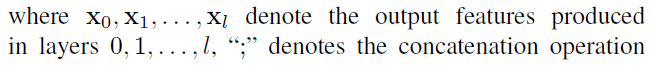 where x₀, x₁, . . . , xₗ denote the output features produced
in layers 0, 1, . . . , l, “;” denotes the concatenation operation